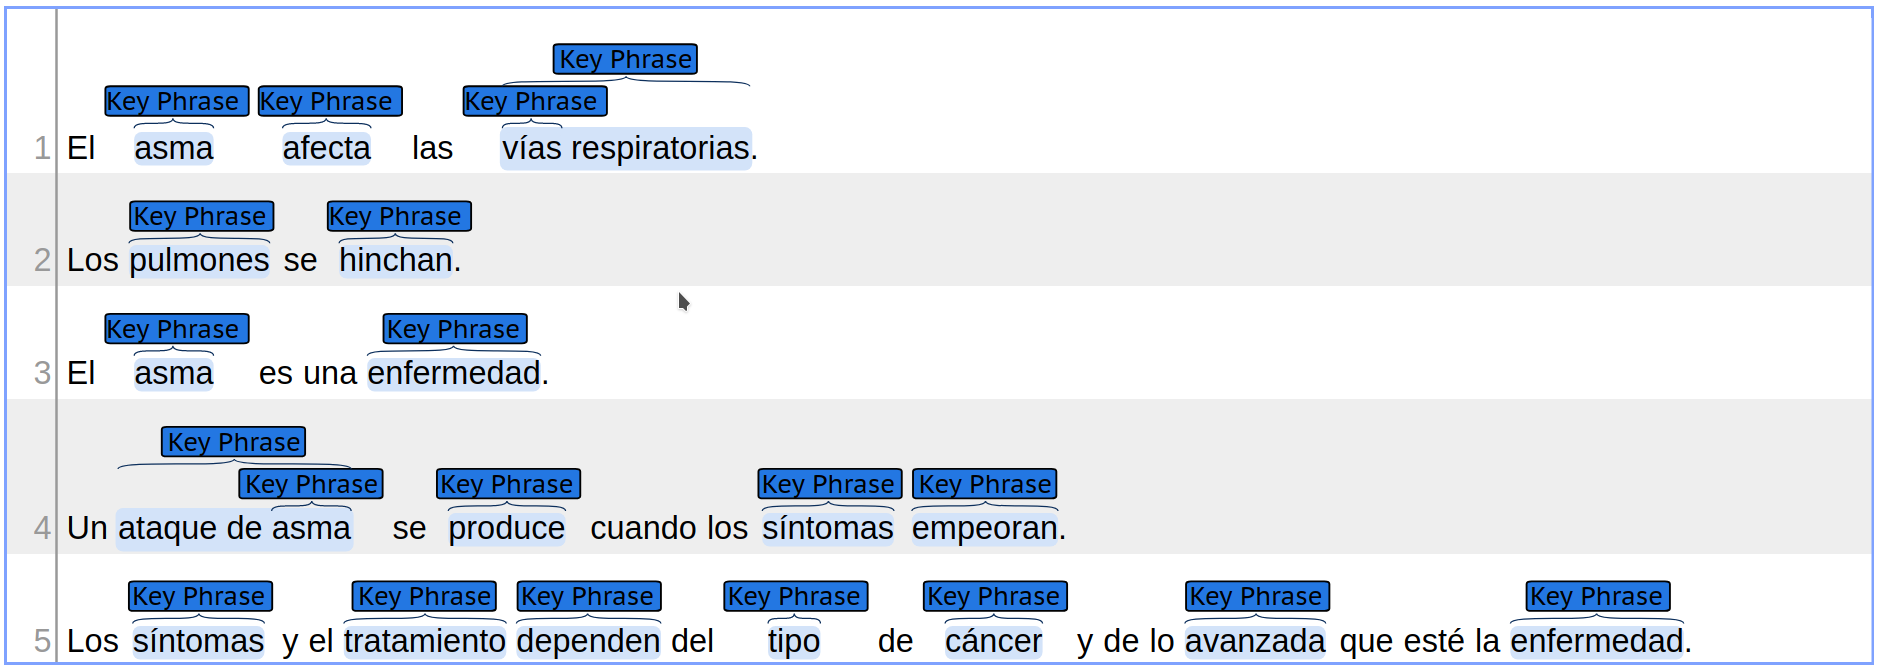 Key Phrase
Key Phrase Key Phrase Key Phrase
1 El asma afecta las vías respiratorias.
Key Phrase Key Phrase
2 Los pulmones se hinchan.
Key Phrase Key Phrase
3 El asma es una enfermedad.
Key Phrase
Key Phrase Key Phrase Key Phrase Key Phrase
4 Un ataque de asma se produce cuando los síntomas empeoran.
Key Phrase Key Phrase Key Phrase Key Phrase Key Phrase Key Phrase Key Phrase
5 Los síntomas y el tratamiento dependen del tipo de cáncer y de lo avanzada que esté la enfermedad.